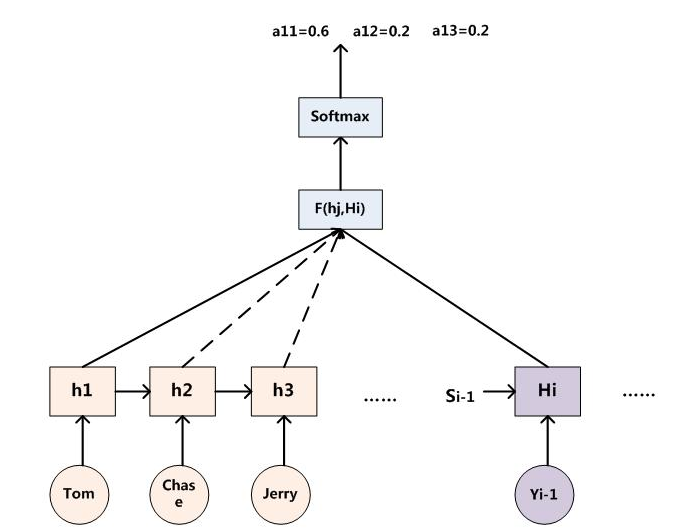 a11=0.6 a12=0.2 a13=0.2
Softmax
F(hj,Hi)
h1 h2 h3 ...... Si-1 Hi ......
Tom Chas
e Jerry Yi-1